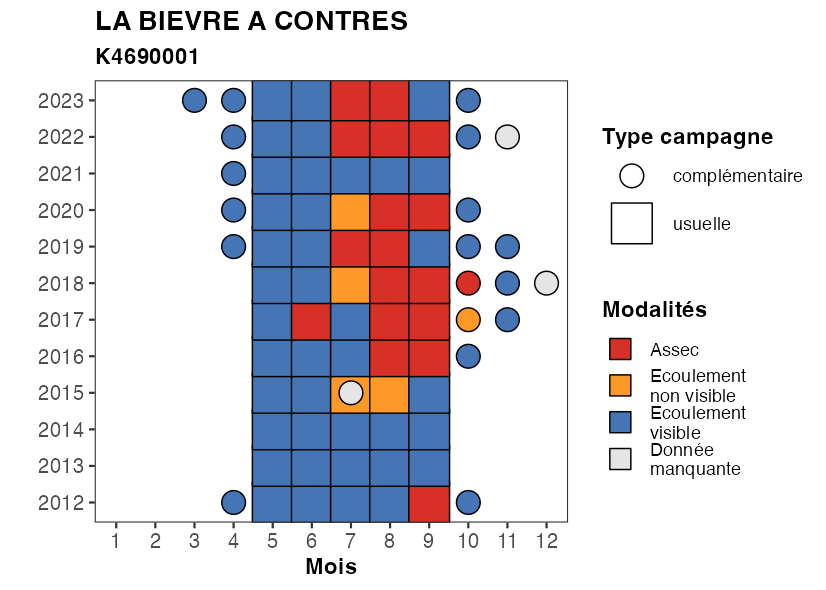 LA BIEVRE A CONTRES
K4690001
2023
2022
2021
2020
2019
2018
2017
2016
2015
2014
2013
2012
1 2 3 4 5 6 7 8 9 10 11 12
Mois
Type campagne
complémentaire
usuelle
Modalités
Assec
Ecoulement
non visible
Ecoulement
visible
Donnée
manquante